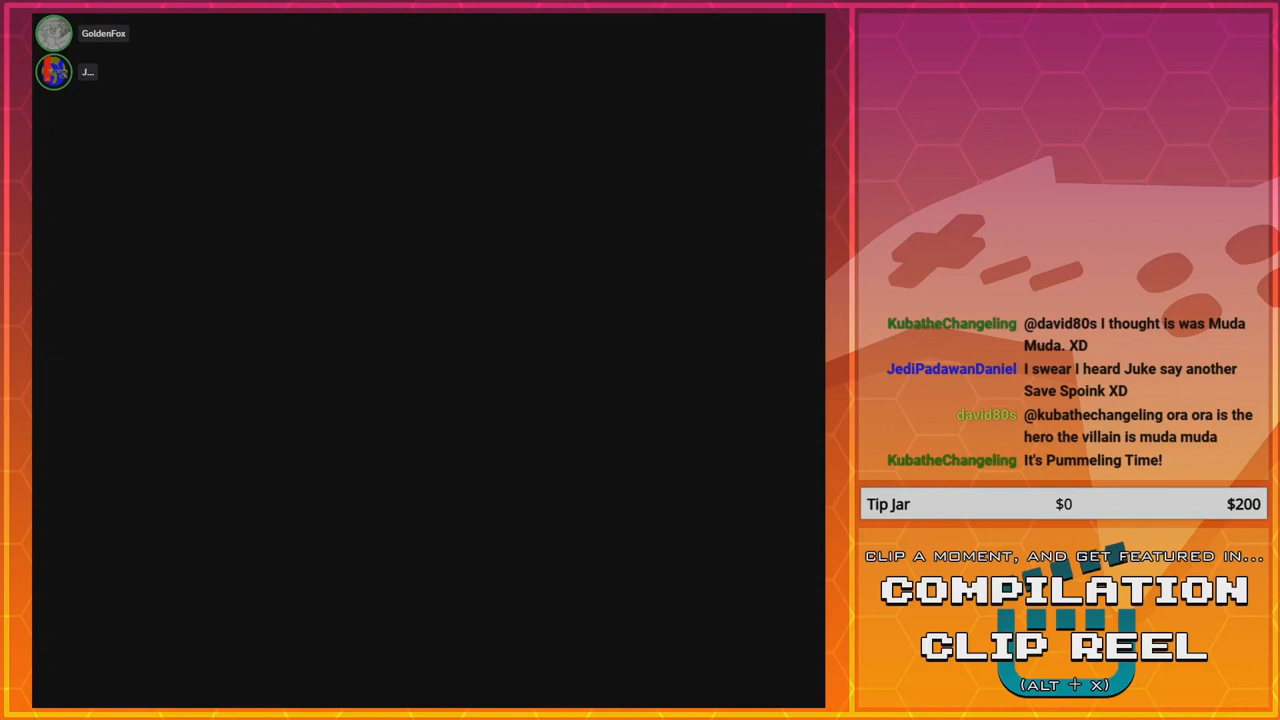 GoldenFox
J...
KubatheChangeling @david80s I thought is was Muda
Muda. XD
JediPadawanDaniel I swear I heard Juke say another
Save Spoink XD
david80s @kubathechangeling ora ora is the
hero the villain is muda muda
KubatheChangeling It's Pummeling Time!
Tip Jar $0 $200
CLIP A MOMENT, AND GET FEATURED IN...
COMPILATION
CLIP REEL
(ALT + X)